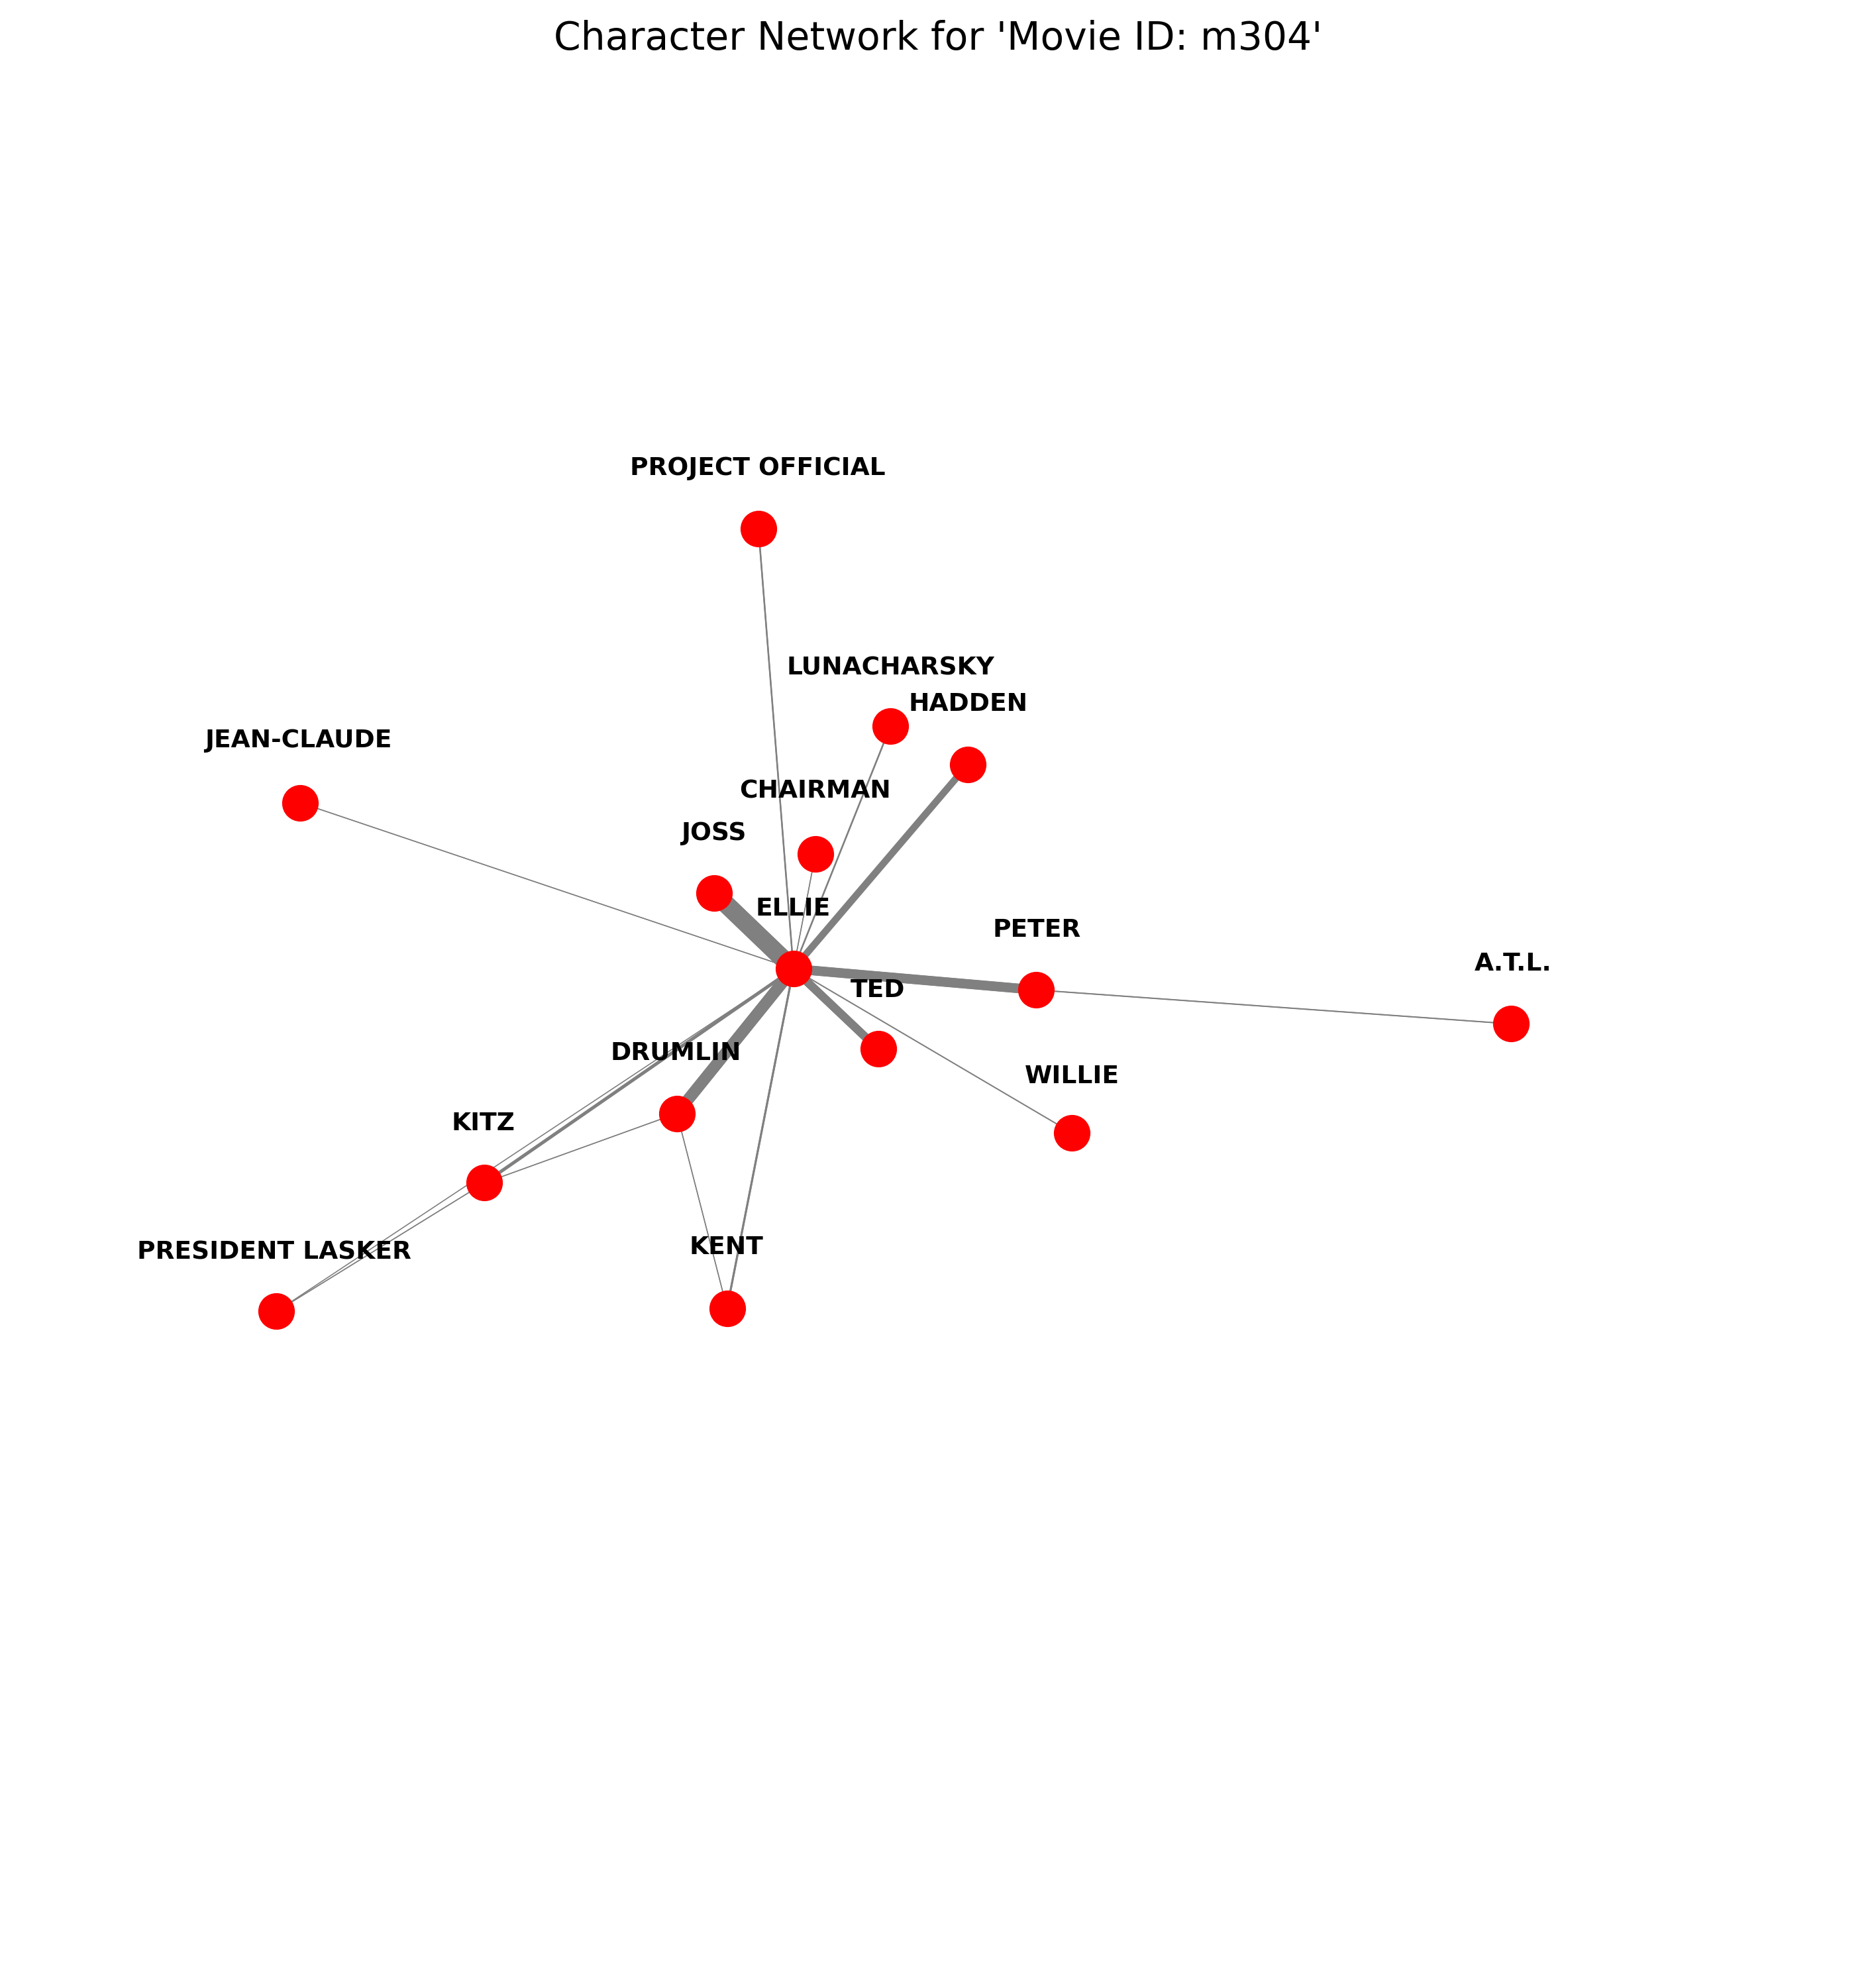 Character Network for 'Movie ID: m304'
PROJECT OFFICIAL
LUNACHARSKY
HADDEN
JEAN-CLAUDE
CHAIRMAN
JOSS
ELLIE
PETER
A.T.L.
TED
DRUMLIN
WILLIE
KITZ
KENT
PRESIDENT LASKER